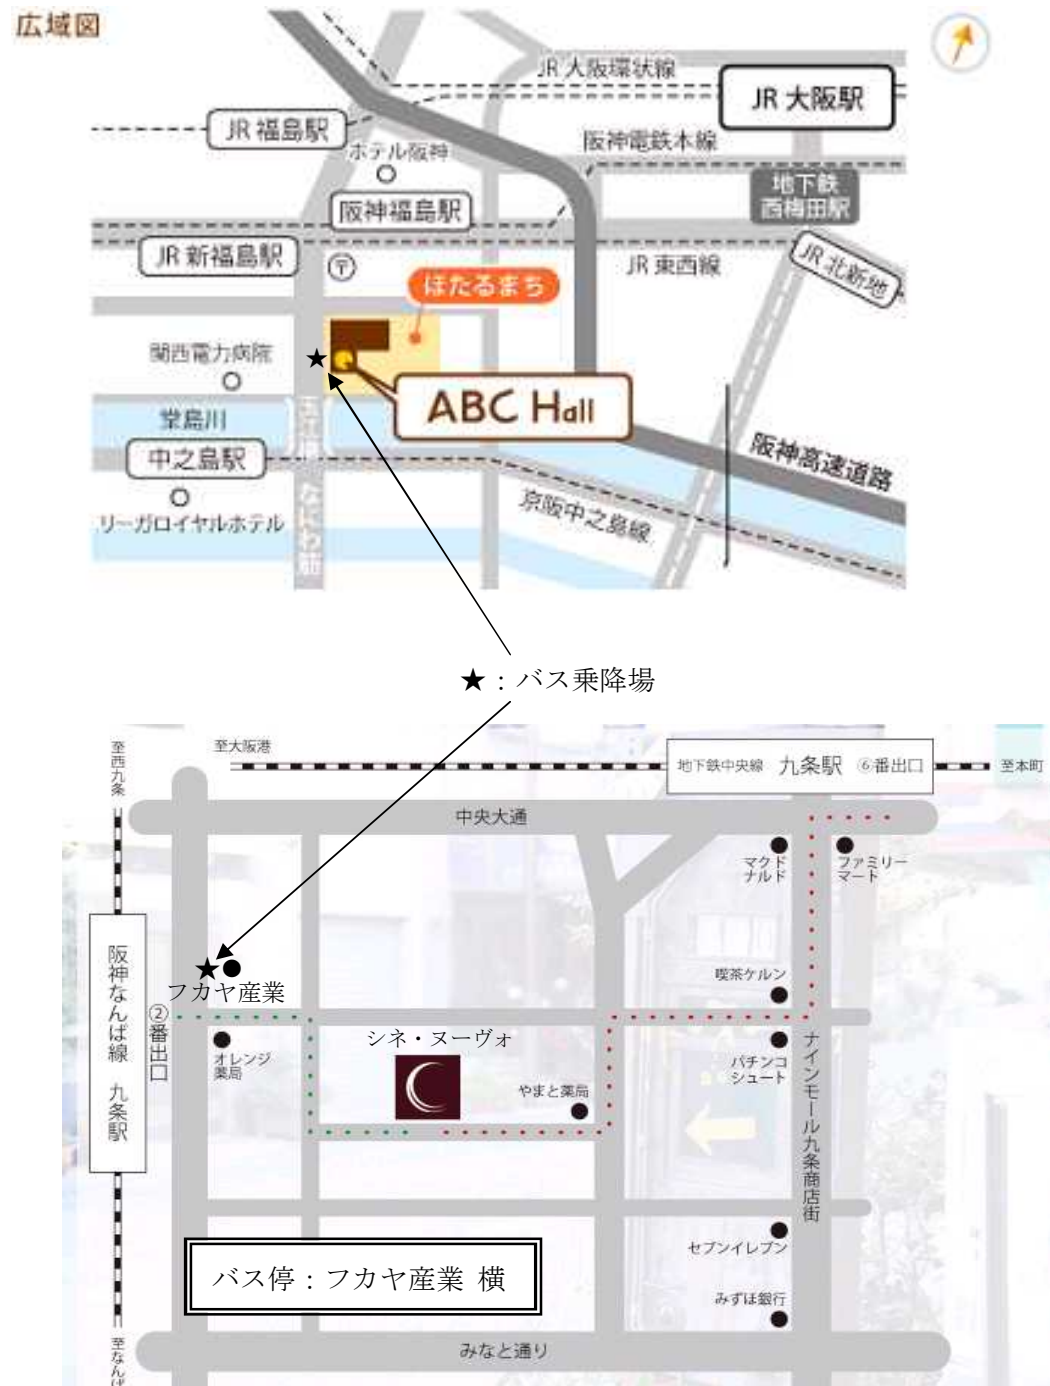 広域図
JR 大阪環状線
JR 大阪駅
JR 福島駅
ホテル阪神
阪神電鉄本線
地下鉄
西梅田駅
阪神福島駅
JR 新福島駅
〒
JR 東西線
JR 北新地
ほたるまち
関西電力病院
★
ABC Hall
堂島川
玉江橋
中之島駅
阪神高速道路
リーガロイヤルホテル
なにわ筋
京阪中之島線
★：バス乗降場
至西九条
至大阪港
地下鉄中央線 九条駅 ⑥番出口
至本町
中央大通
マクド
ナルド
ファミリー
マート
阪神なんば線 九条駅
②番出口
★●
フカヤ産業
喫茶ケルン
オレンジ
薬局
シネ・ヌーヴォ
やまと薬局
パチンコ
シュート
ナインモール九条商店街
セブンイレブン
バス停：フカヤ産業 横
みずほ銀行
至なんば
みなと通り